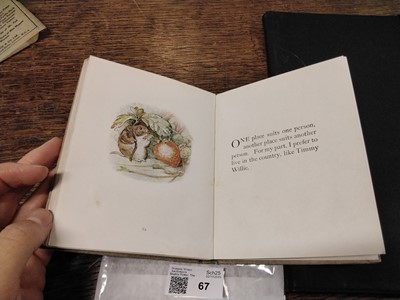 ONE place suits one person,
another place suits another
person. For my part, I prefer to
live in the country, like Timmy
Willie.
67